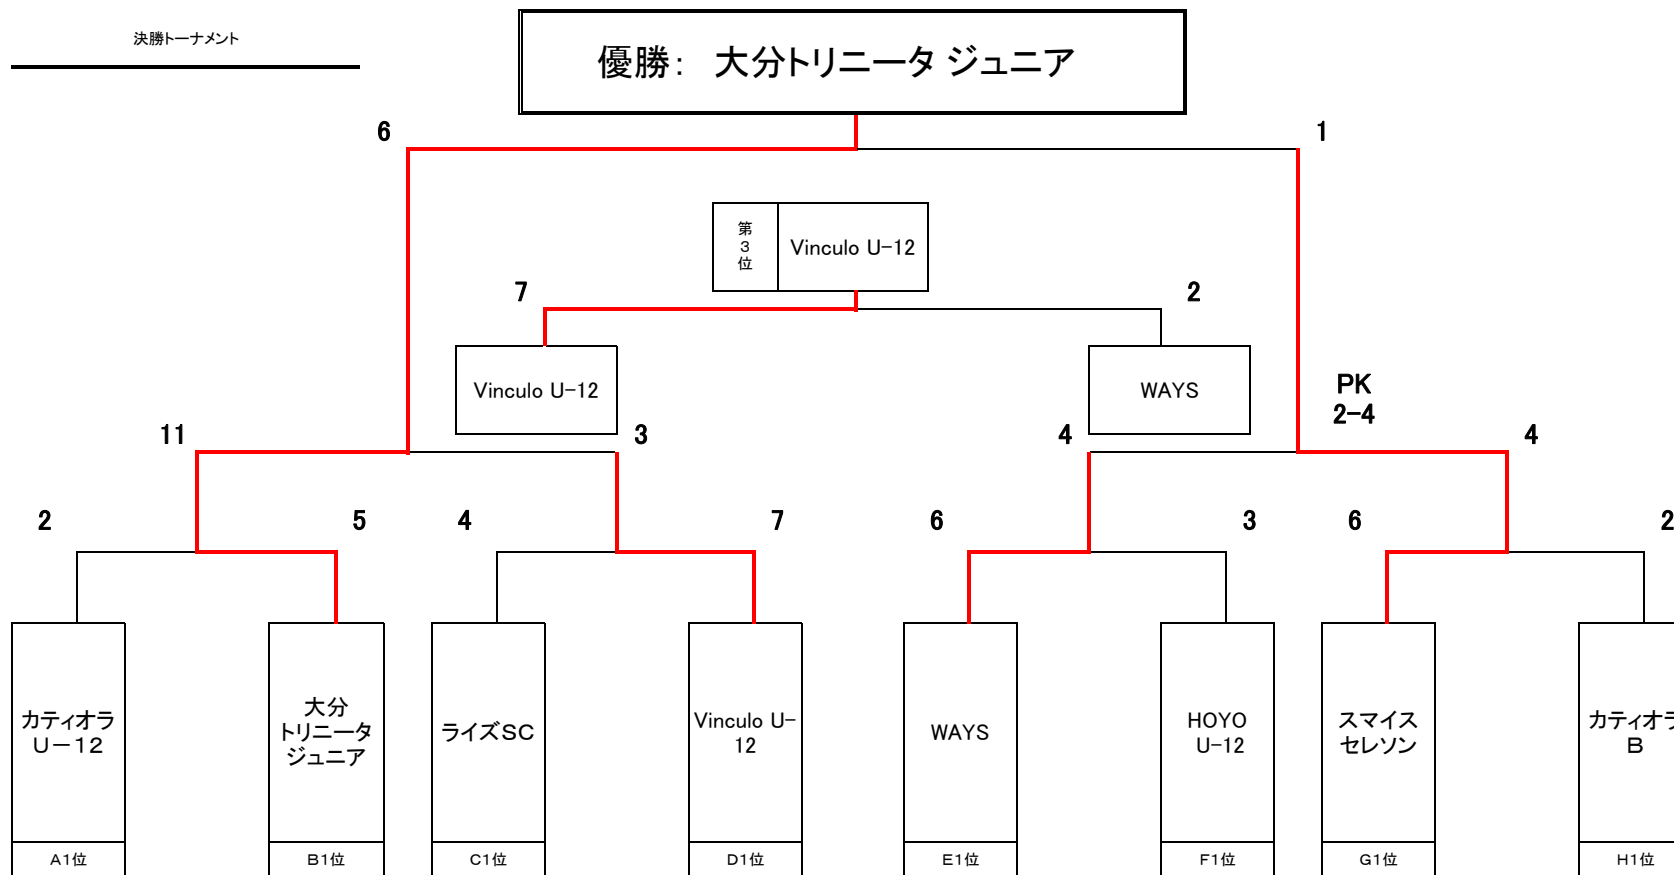 決勝トーナメント
優勝： 大分トリニータ ジュニア
6
1
第
3
位
Vinculo U-12
7
2
Vinculo U-12
WAYS
PK
2-4
11
3
4
4
2
5
4
7
6
3
6
2
カティオラ
U－12
大分
トリニータ
ジュニア
ライズSC
Vinculo U-
12
WAYS
HOYO
U-12
スマイス
セレソン
カティオラ
B
A1位
B1位
C1位
D1位
E1位
F1位
G1位
H1位